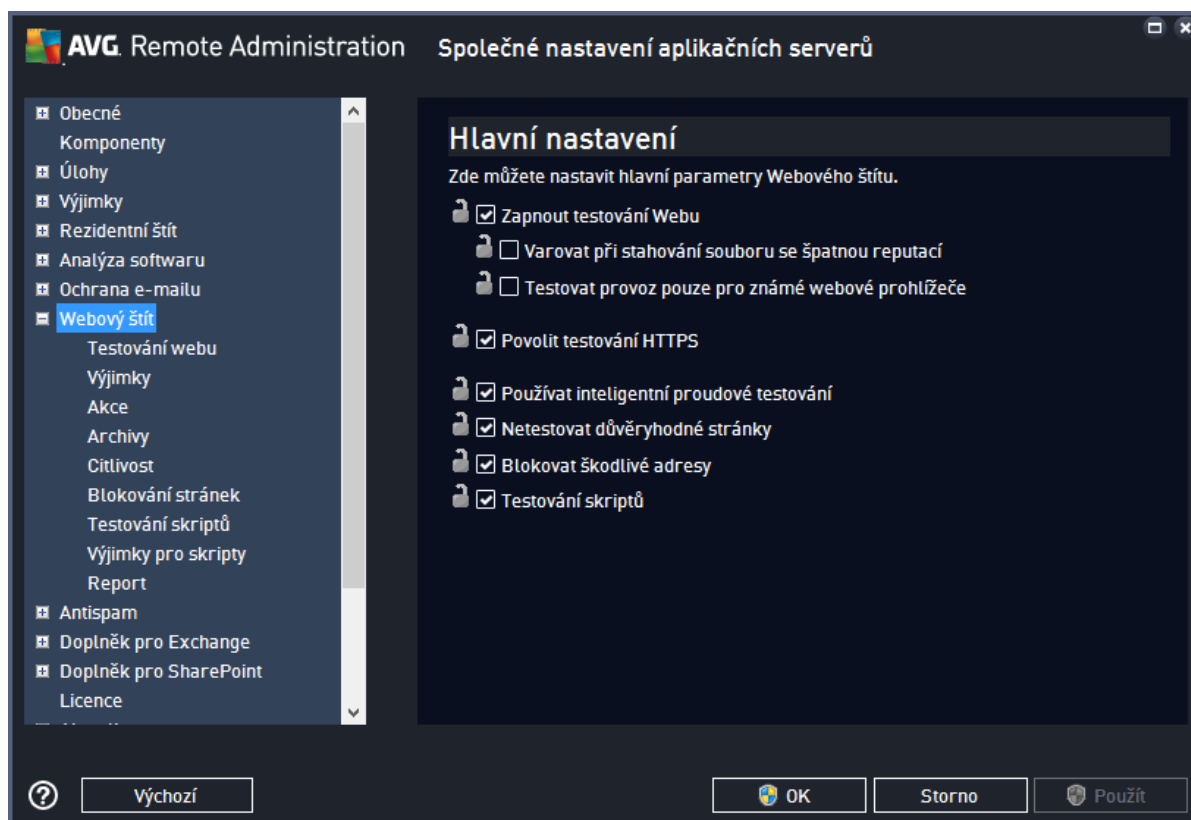 AVG. Remote Administration
Společné nastavení aplikačních serverů
Obecné
Komponenty
Úlohy
Výjimky
Rezidentní štít
Analýza softwaru
Ochrana e-mailu
Webový štít
Testování webu
Výjimky
Akce
Archivy
Citlivost
Blokování stránek
Testování skriptů
Výjimky pro skripty
Report
Antispam
Doplněk pro Exchange
Doplněk pro SharePoint
Licence
Hlavní nastavení
Zde můžete nastavit hlavní parametry Webového štítu.
Zapnout testování Webu
Varovat při stahování souboru se špatnou reputací
Testovat provoz pouze pro známé webové prohlížeče
Povolit testování HTTPS
Používat inteligentní proudové testování
Netestovat důvěryhodné stránky
Blokovat škodlivé adresy
Testování skriptů
Výchozí
OK
Storno
Použít